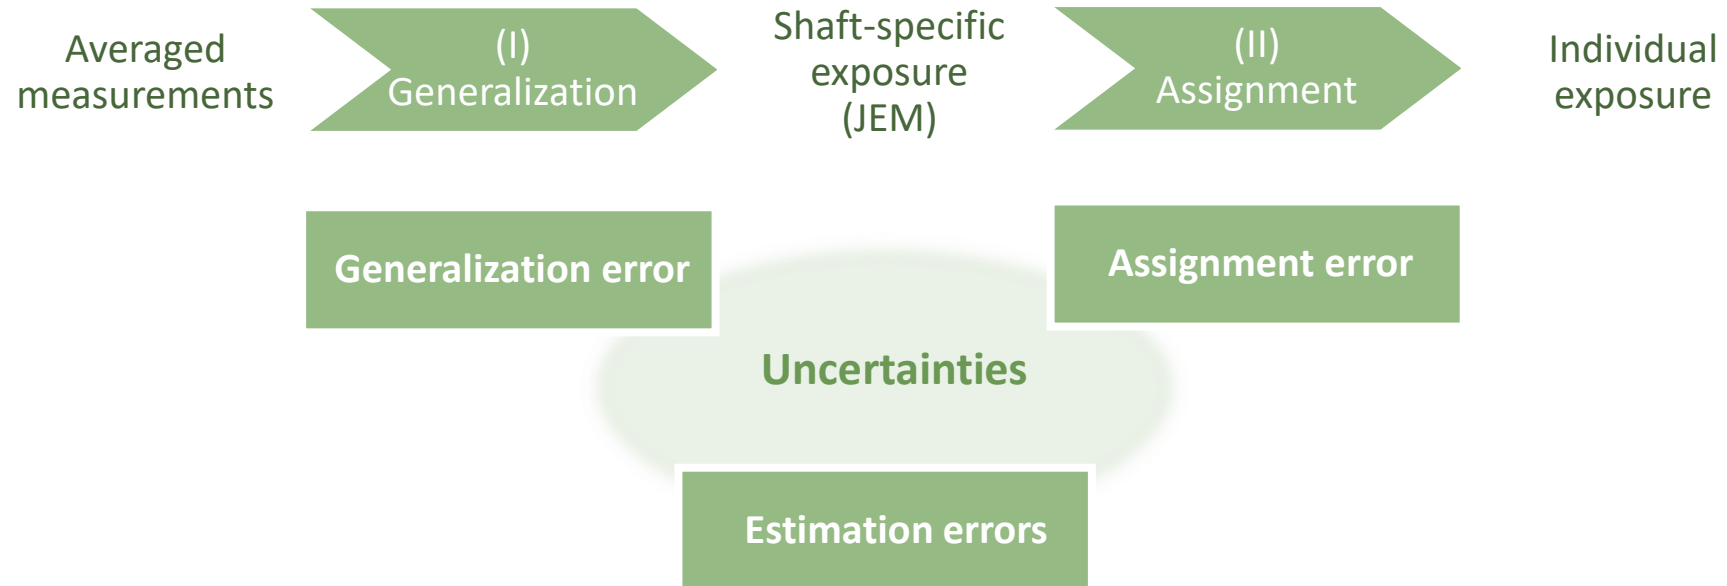 Averaged
measurements
(I)
Generalization
Shaft-specific
exposure
(JEM)
(II)
Assignment
Individual
exposure
Generalization error
Assignment error
Uncertainties
Estimation errors